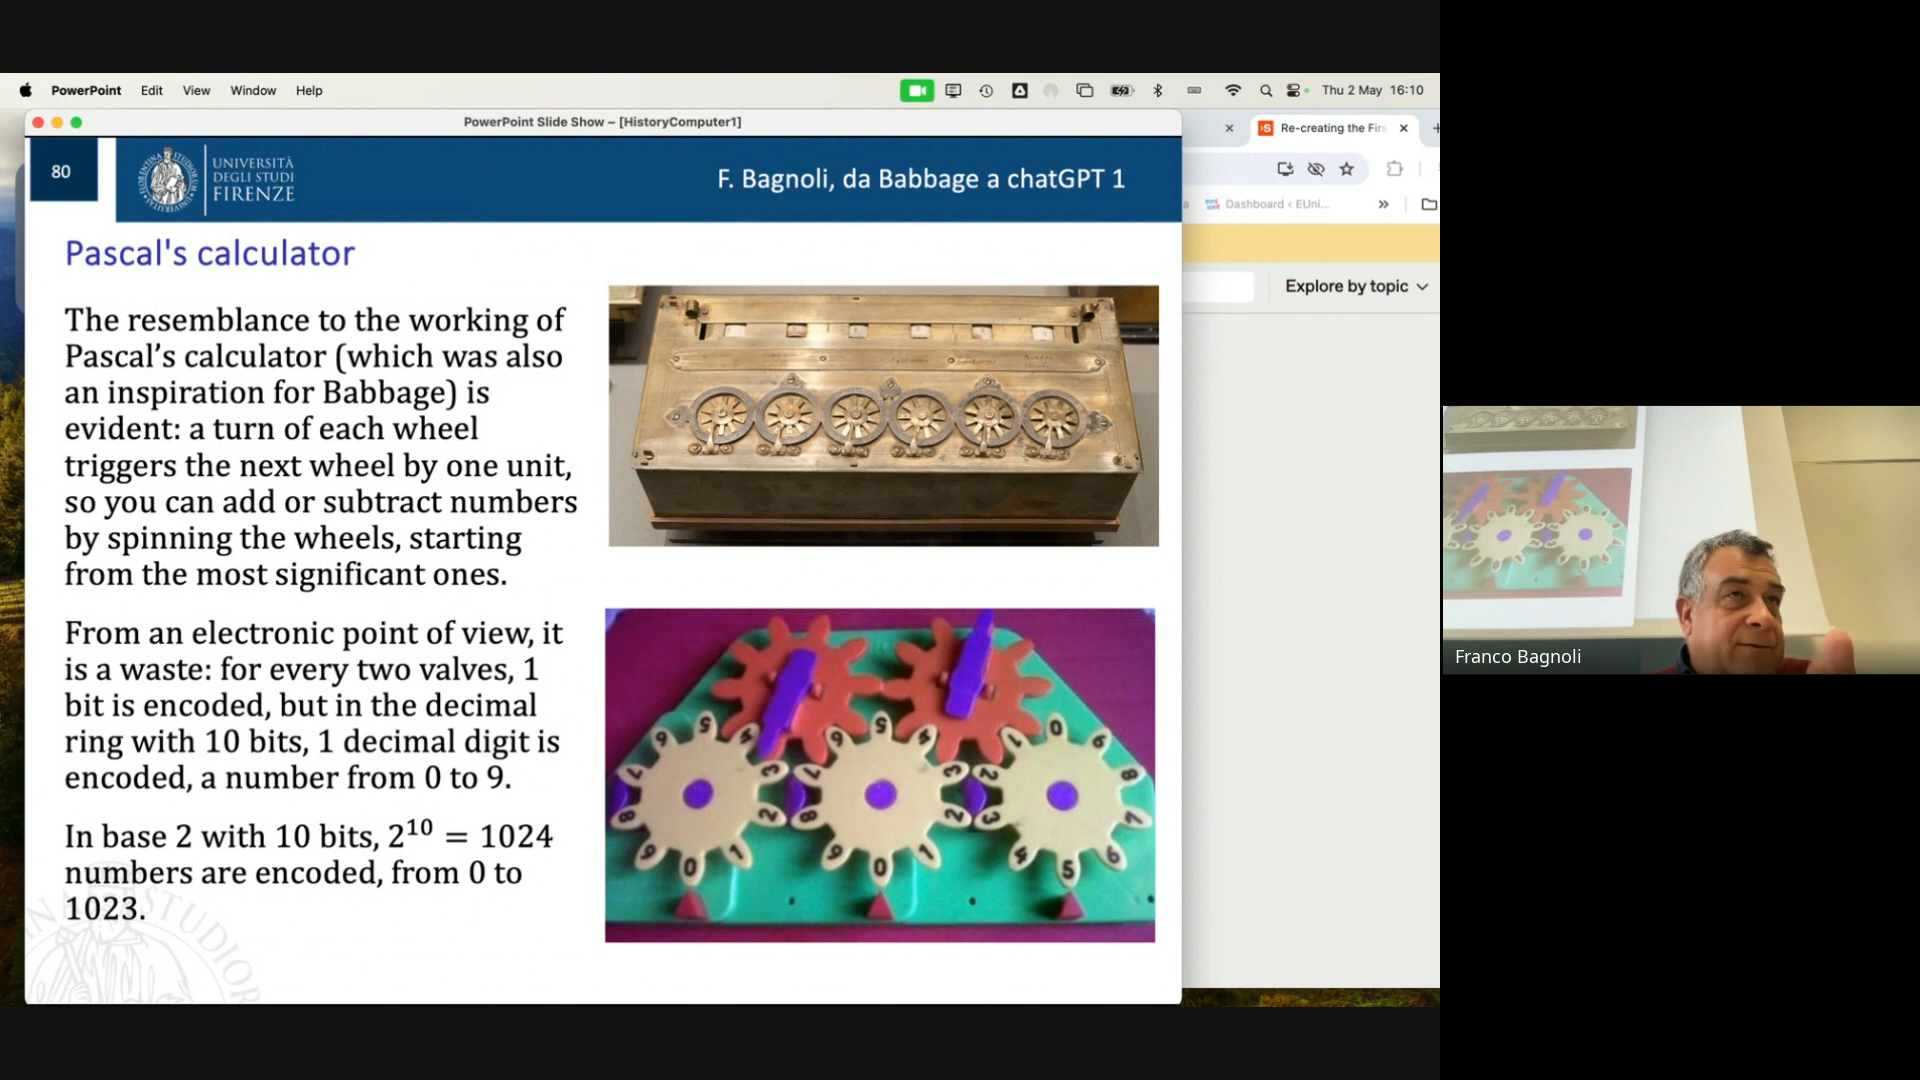 PowerPoint Edit View Window Help
Thu 2 May 16:10
PowerPoint Slide Show – [HistoryComputer1]
Re-creating the Firs
80
UNIVERSITÀ
DEGLI STUDI
FIRENZE
F. Bagnoli, da Babbage a chatGPT 1
Dashboard ‹ EUni...
Explore by topic
Pascal's calculator
The resemblance to the working of
Pascal’s calculator (which was also
an inspiration for Babbage) is
evident: a turn of each wheel
triggers the next wheel by one unit,
so you can add or subtract numbers
by spinning the wheels, starting
from the most significant ones.
From an electronic point of view, it
is a waste: for every two valves, 1
bit is encoded, but in the decimal
ring with 10 bits, 1 decimal digit is
encoded, a number from 0 to 9.
In base 2 with 10 bits, 2¹⁰ = 1024
numbers are encoded, from 0 to
1023.
Franco Bagnoli